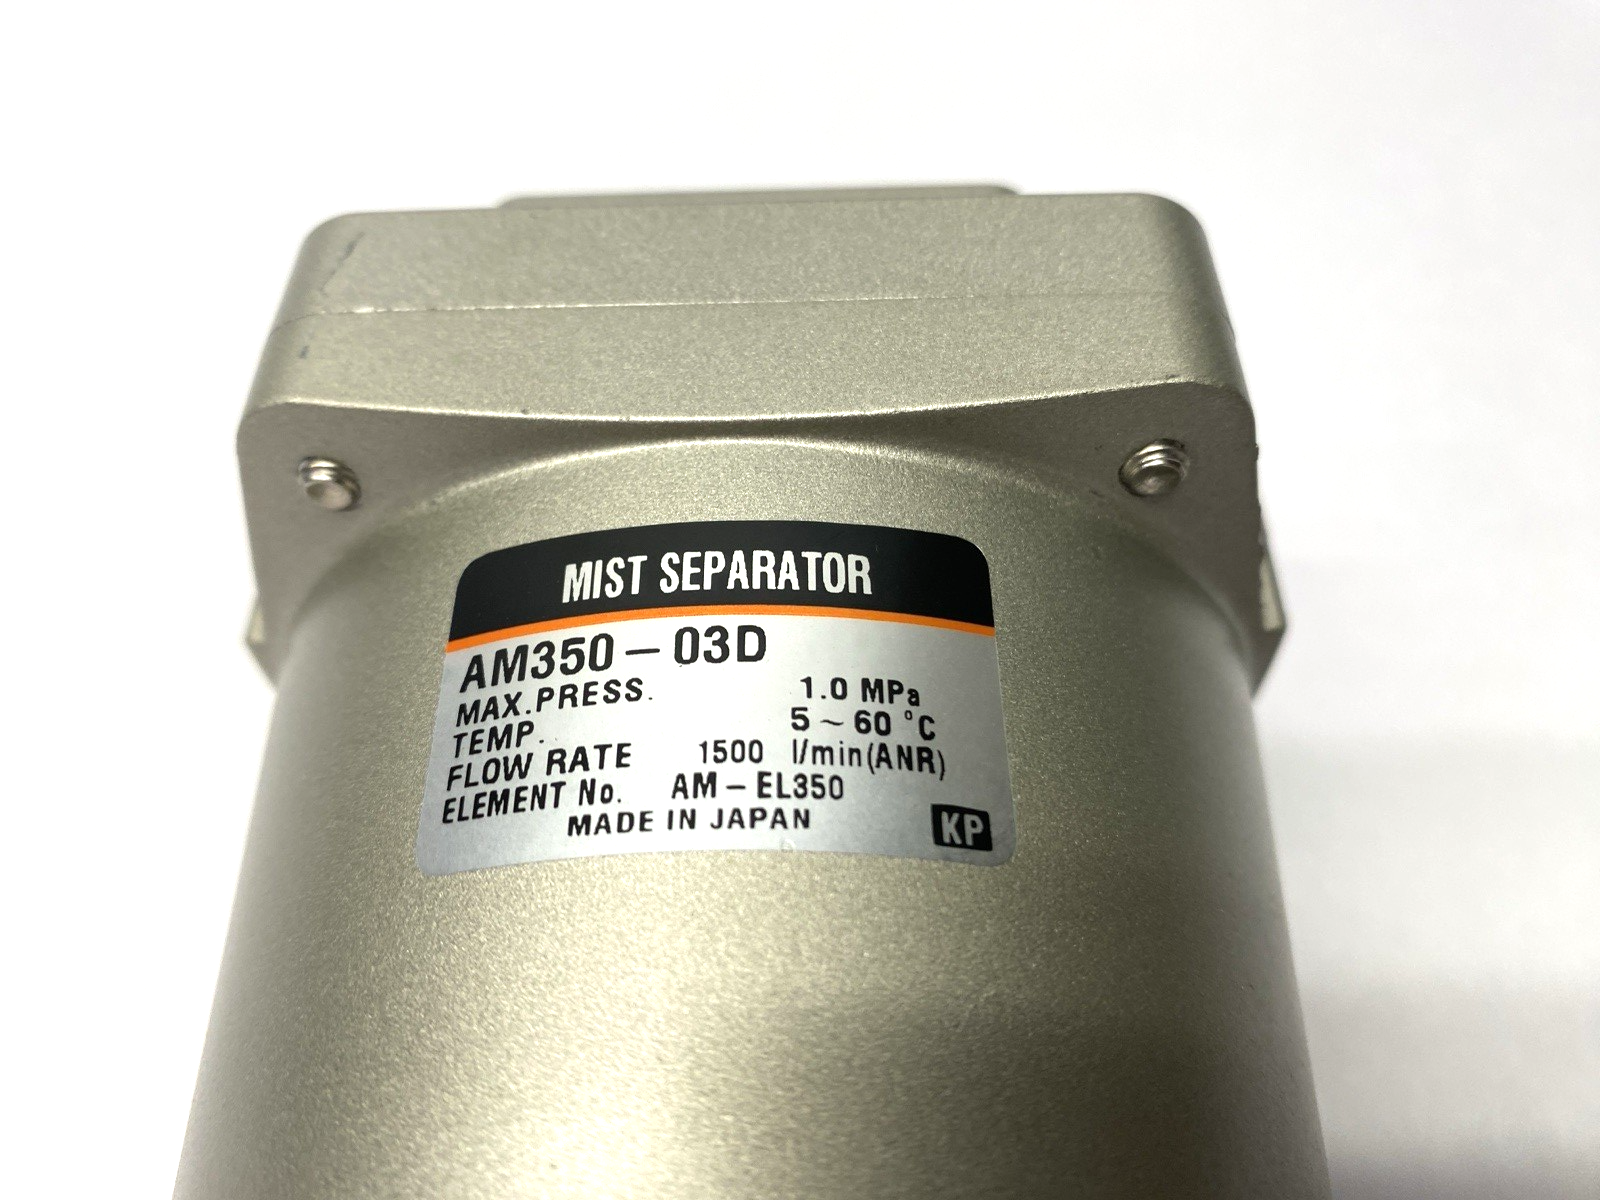 MIST SEPARATOR
AM350-03D
MAX.PRESS. 1.0 MPa
TEMP. 5~60 °C
FLOW RATE 1500 l/min(ANR)
ELEMENT No. AM-EL350
MADE IN JAPAN KP